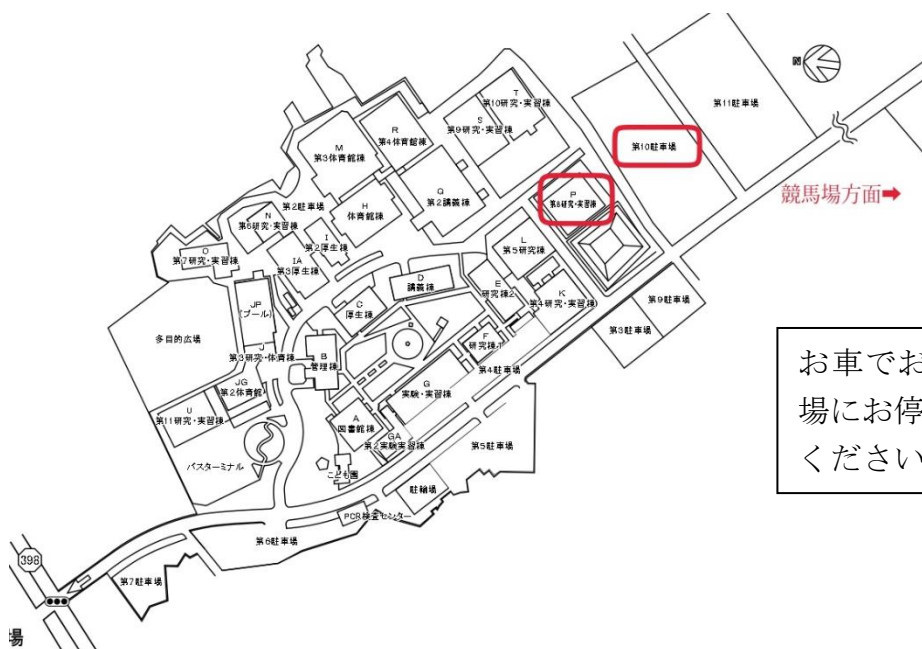 N
T
第10研究・実習棟
S
第9研究・実習棟
R
第4体育館棟
M
第3体育館棟
第11駐車場
第10駐車場
Q
第2講義棟
P
第8研究・実習棟
競馬場方面➡
第2駐車場
H
体育館棟
N
第6研究・実習棟
I
第2厚生棟
O
第7研究・実習棟
IA
第3厚生棟
L
第5研究棟
D
講義棟
E
研究棟2
K
第4研究・実習棟
第9駐車場
第3駐車場
JP
(プール)
C
厚生棟
多目的広場
J
第3研究・体育棟
B
管理棟
F
研究棟1
第4駐車場
JG
第2体育館
G
実験・実習棟
U
第11研究・実習棟
A
図書館棟
GA
第2実験実習棟
第5駐車場
バスターミナル
こども園
駐輪場
PCR検査センター
第6駐車場
398
第7駐車場
場
お車でお
場にお停
ください